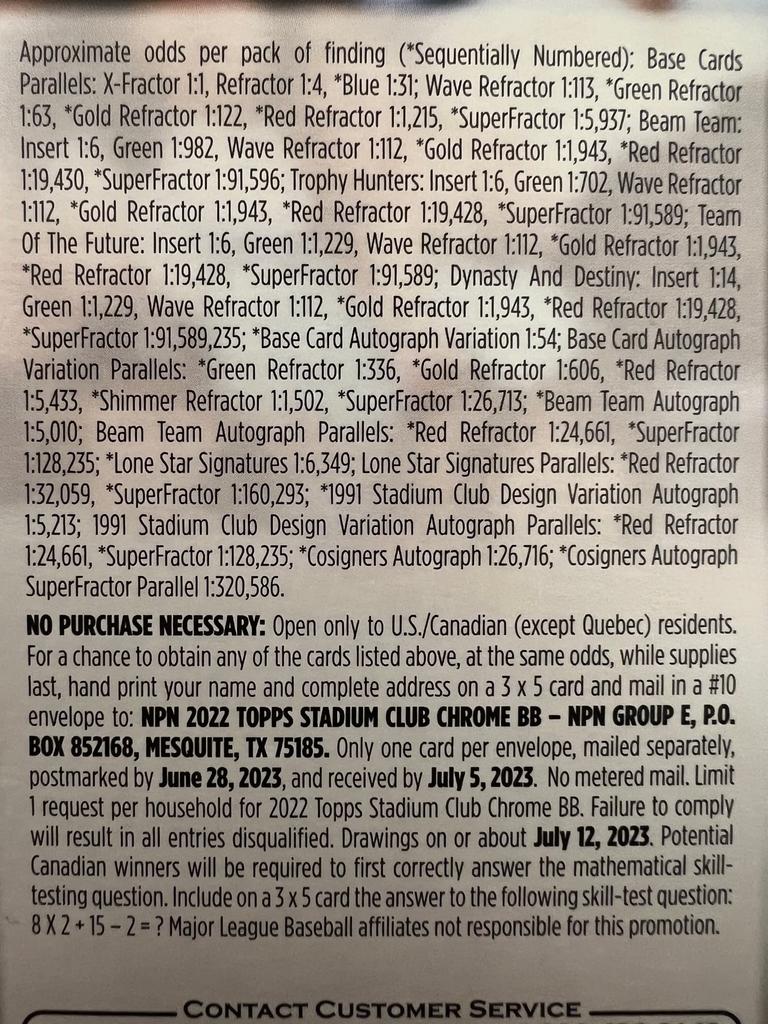 Approximate odds per pack of finding (*Sequentially Numbered): Base Cards
Parallels: X-Fractor 1:1, Refractor 1:4, *Blue 1:31; Wave Refractor 1:113, *Green Refractor
1:63, *Gold Refractor 1:122, *Red Refractor 1:1,215, *SuperFractor 1:5,937; Beam Team:
Insert 1:6, Green 1:982, Wave Refractor 1:112, *Gold Refractor 1:1,943, *Red Refractor
1:19,430, *SuperFractor 1:91,596; Trophy Hunters: Insert 1:6, Green 1:702, Wave Refractor
1:112, *Gold Refractor 1:1,943, *Red Refractor 1:19,428, *SuperFractor 1:91,589; Team
Of The Future: Insert 1:6, Green 1:1,229, Wave Refractor 1:112, *Gold Refractor 1:1,943,
*Red Refractor 1:19,428, *SuperFractor 1:91,589; Dynasty And Destiny: Insert 1:14,
Green 1:1,229, Wave Refractor 1:112, *Gold Refractor 1:1,943, *Red Refractor 1:19,428,
*SuperFractor 1:91,589,235; *Base Card Autograph Variation 1:54; Base Card Autograph
Variation Parallels: *Green Refractor 1:336, *Gold Refractor 1:606, *Red Refractor
1:5,433, *Shimmer Refractor 1:1,502, *SuperFractor 1:26,713; *Beam Team Autograph
1:5,010; Beam Team Autograph Parallels: *Red Refractor 1:24,661, *SuperFractor
1:128,235; *Lone Star Signatures 1:6,349; Lone Star Signatures Parallels: *Red Refractor
1:32,059, *SuperFractor 1:160,293; *1991 Stadium Club Design Variation Autograph
1:5,213; 1991 Stadium Club Design Variation Autograph Parallels: *Red Refractor
1:24,661, *SuperFractor 1:128,235; *Cosigners Autograph 1:26,716; *Cosigners Autograph
SuperFractor Parallel 1:320,586.
NO PURCHASE NECESSARY: Open only to U.S./Canadian (except Quebec) residents.
For a chance to obtain any of the cards listed above, at the same odds, while supplies
last, hand print your name and complete address on a 3 x 5 card and mail in a #10
envelope to: NPN 2022 TOPPS STADIUM CLUB CHROME BB – NPN GROUP E, P.O.
BOX 852168, MESQUITE, TX 75185. Only one card per envelope, mailed separately,
postmarked by June 28, 2023, and received by July 5, 2023. No metered mail. Limit
1 request per household for 2022 Topps Stadium Club Chrome BB. Failure to comply
will result in all entries disqualified. Drawings on or about July 12, 2023. Potential
Canadian winners will be required to first correctly answer the mathematical skill-
testing question. Include on a 3 x 5 card the answer to the following skill-test question:
8 X 2 + 15 – 2 = ? Major League Baseball affiliates not responsible for this promotion.
CONTACT CUSTOMER SERVICE